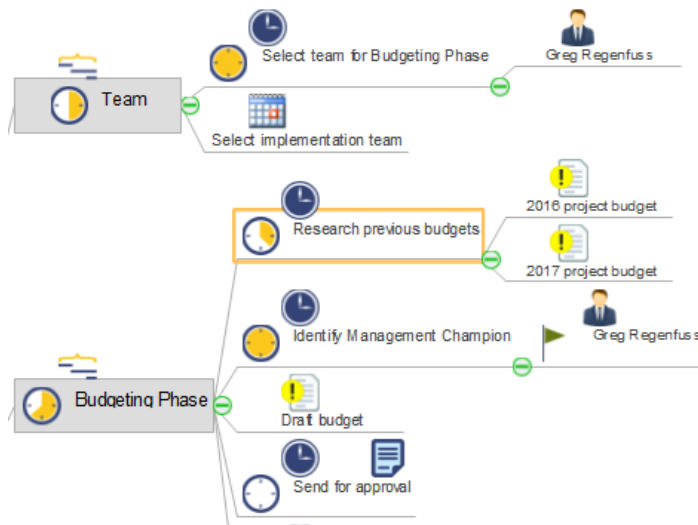 Select team for Budgeting Phase
Greg Regenfuss
Team
Select implementation team
2016 project budget
Research previous budgets
2017 project budget
Identify Management Champion
Greg Regenfuss
Budgeting Phase
Draft budget
Send for approval